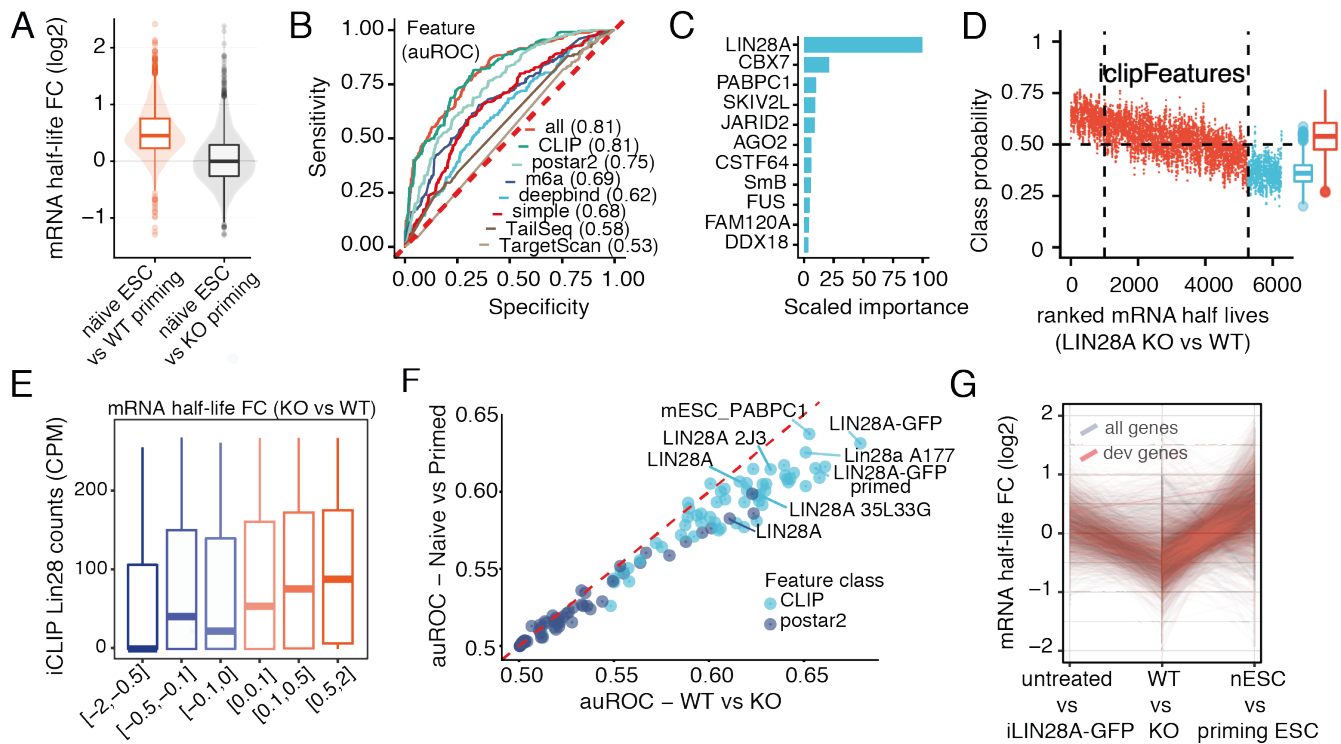 A
mRNA half-life FC (log2)
2
1
0
−1
näive ESC
vs WT priming
näive ESC
vs KO priming
B
Feature
(auROC)
Sensitivity
1.00
0.75
0.50
0.25
0.00
all (0.81)
CLIP (0.81)
postar2 (0.75)
m6a (0.69)
deepbind (0.62)
simple (0.68)
TailSeq (0.58)
TargetScan (0.53)
0.00 0.25 0.50 0.75 1.00
Specificity
C
LIN28A
CBX7
PABPC1
SKIV2L
JARID2
AGO2
CSTF64
SmB
FUS
FAM120A
DDX18
0 25 50 75 100
Scaled importance
D
Class probability
1
0.75
0.50
0.25
0
iclipFeatures
0 2000 4000 6000
ranked mRNA half lives
(LIN28A KO vs WT)
E
mRNA half-life FC (KO vs WT)
iCLIP Lin28 counts (CPM)
200
100
0
[−2,−0.5]
[−0.5,−0.1]
[−0.1,0]
[0,0.1]
[0.1,0.5]
[0.5,2]
F
auROC − Naive vs Primed
0.65
0.60
0.55
0.5
mESC_PABPC1
LIN28A-GFP
LIN28A 2J3
Lin28a A177
LIN28A
LIN28A-GFP
primed
LIN28A 35L33G
LIN28A
Feature class
CLIP
postar2
0.50 0.55 0.60 0.65
auROC − WT vs KO
G
mRNA half-life FC (log2)
2
1
0
−1
−2
all genes
dev genes
untreated
vs
iLIN28A-GFP
WT
vs
KO
nESC
vs
priming ESC